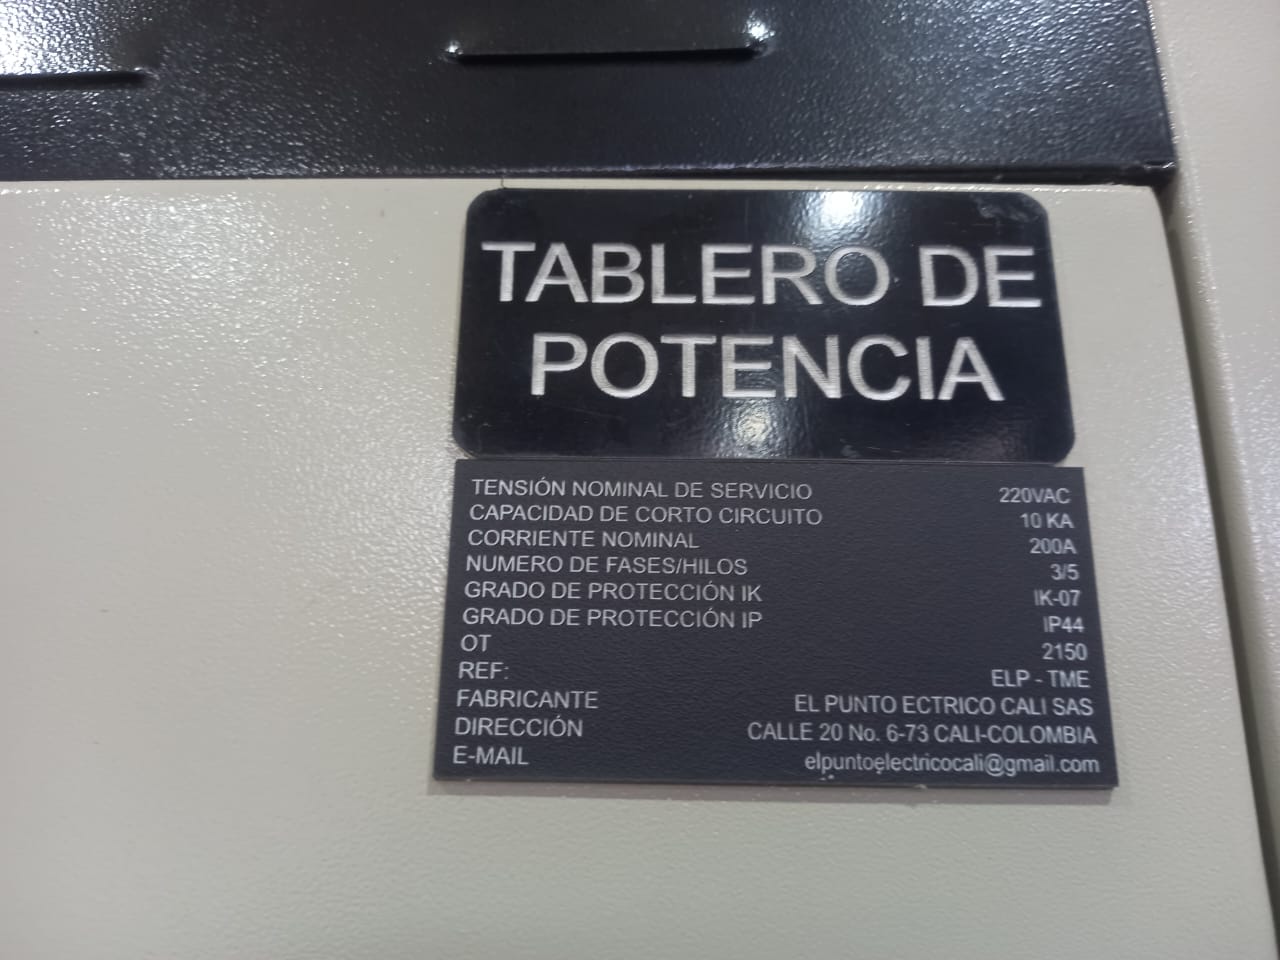 TABLERO DE
POTENCIA
TENSIÓN NOMINAL DE SERVICIO 220VAC
CAPACIDAD DE CORTO CIRCUITO 10 KA
CORRIENTE NOMINAL 200A
NUMERO DE FASES/HILOS 3/5
GRADO DE PROTECCIÓN IK IK-07
GRADO DE PROTECCIÓN IP IP44
OT 2150
REF: ELP - TME
FABRICANTE EL PUNTO ECTRICO CALI SAS
DIRECCIÓN CALLE 20 No. 6-73 CALI-COLOMBIA
E-MAIL elpuntoelectricocali@gmail.com